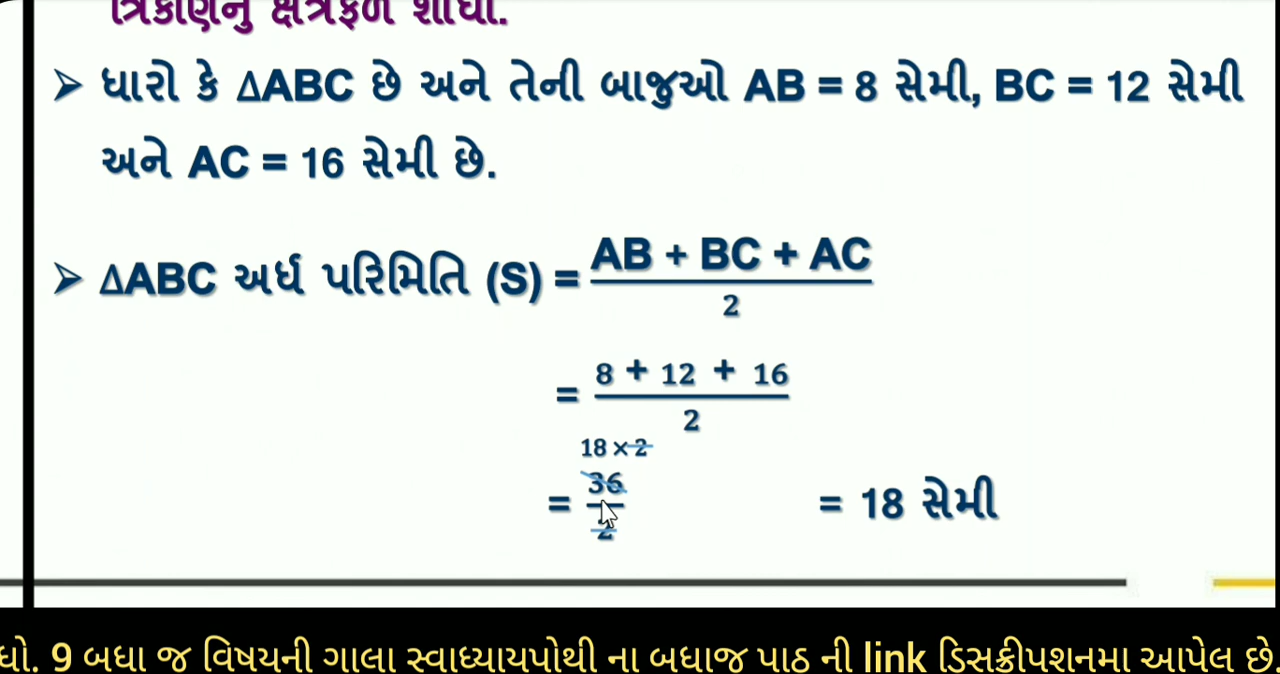 ત્રિકોણનું ક્ષેત્રફળ શોધો.
➢ ધારો કે ΔABC છે અને તેની બાજુઓ AB = 8 સેમી, BC = 12 સેમી
અને AC = 16 સેમી છે.
➢ ΔABC અર્ધ પરિમિતિ (S) = AB + BC + AC
2
= 8 + 12 + 16
2
18 × 2
= 36
2
= 18 સેમી
ધો. 9 બધા જ વિષયની ગાલા સ્વાધ્યાયપોથી ના બધાજ પાઠ ની link ડિસક્રીપશનમા આપેલ છે.